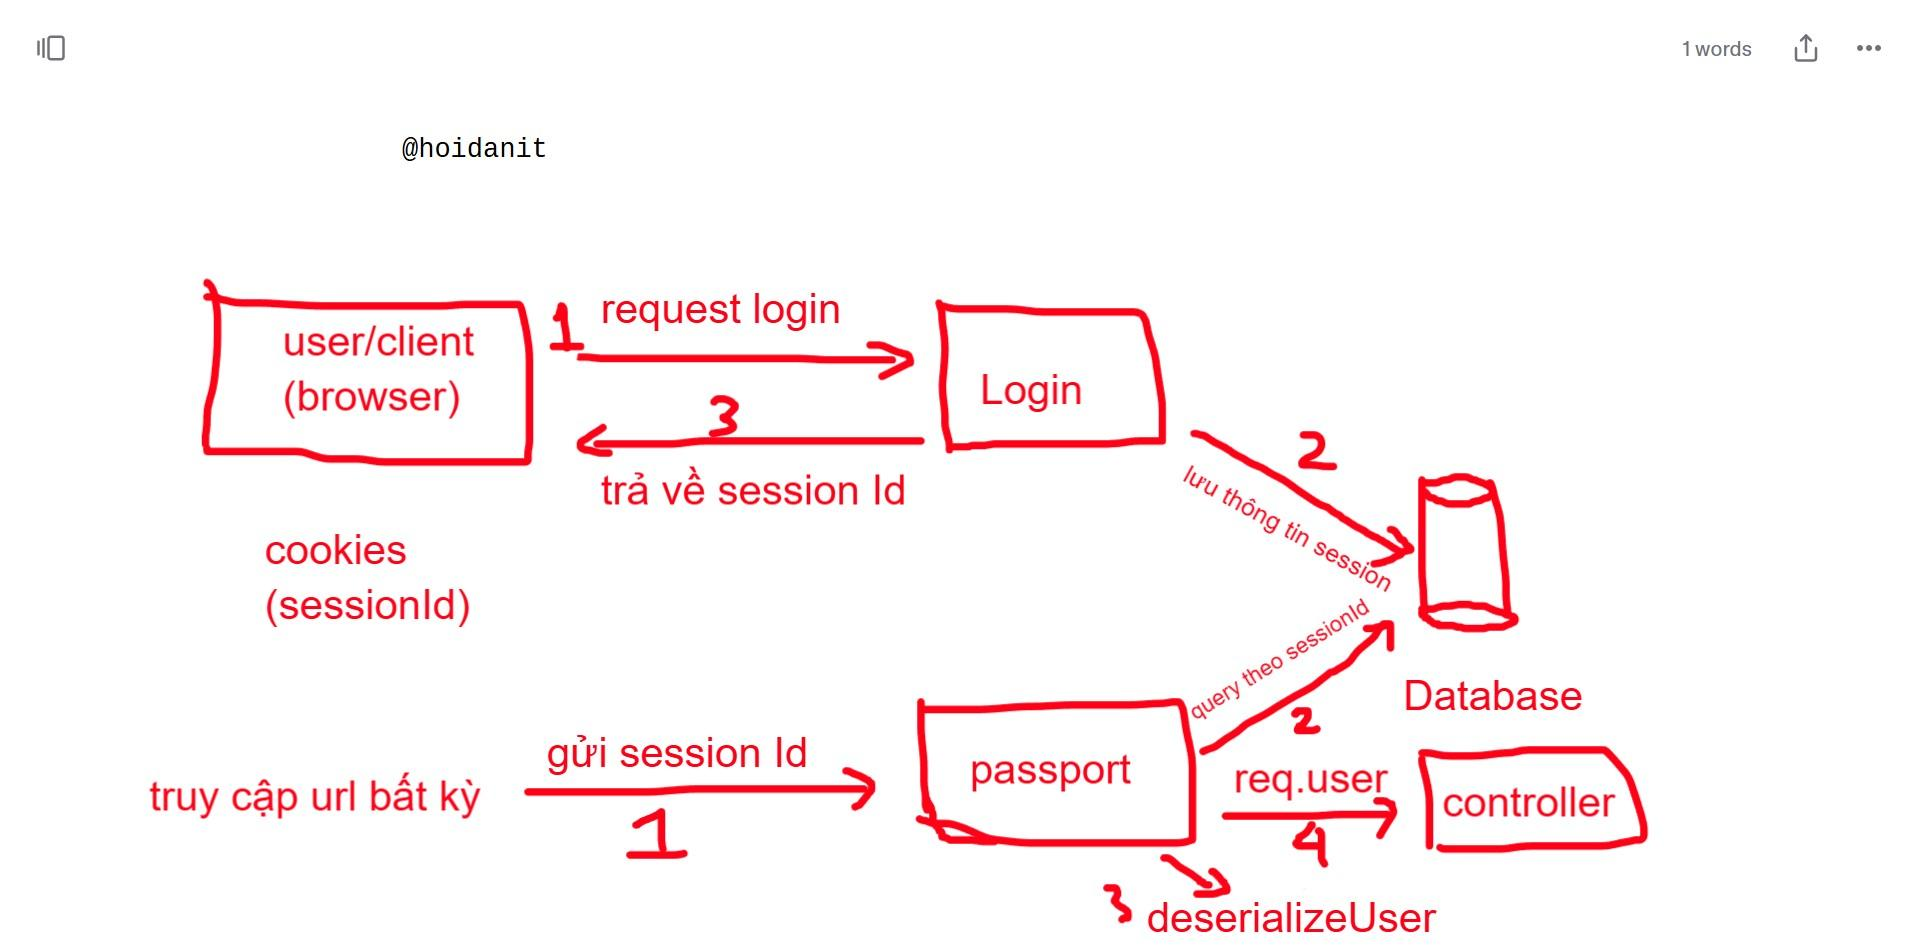 1 words
@hoidanit
user/client
(browser)
1
request login
Login
3
trả về session Id
2
lưu thông tin session
cookies
(sessionId)
query theo sessionId
2
Database
truy cập url bất kỳ
gửi session Id
1
passport
req.user
4
controller
3
deserializeUser